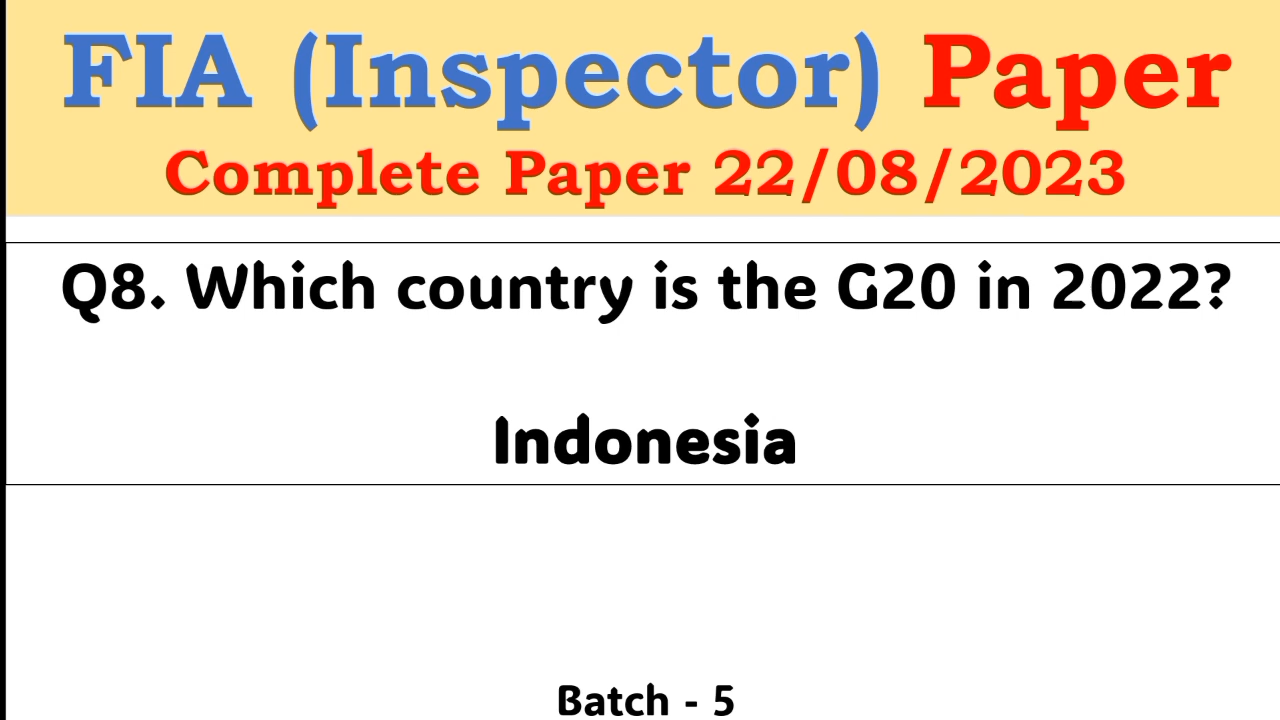 FIA (Inspector) Paper
Complete Paper 22/08/2023
Q8. Which country is the G20 in 2022?
Indonesia
Batch - 5